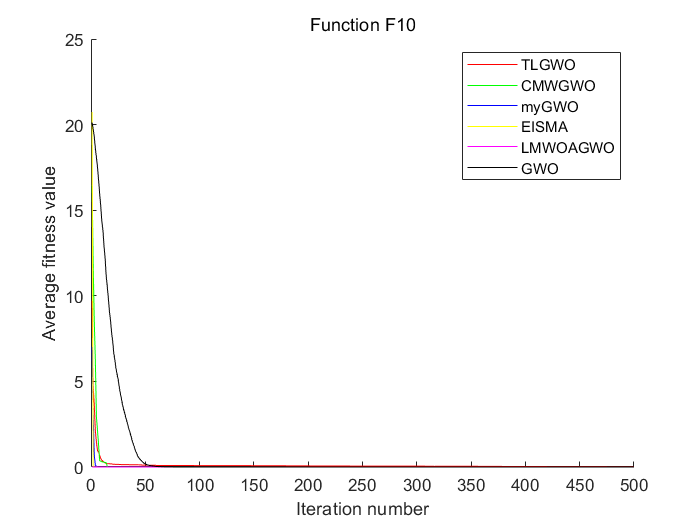 Function F10
TLGWO
CMWGWO
myGWO
EISMA
LMWOAGWO
GWO
Average fitness value
25
20
15
10
5
0
0 50 100 150 200 250 300 350 400 450 500
Iteration number